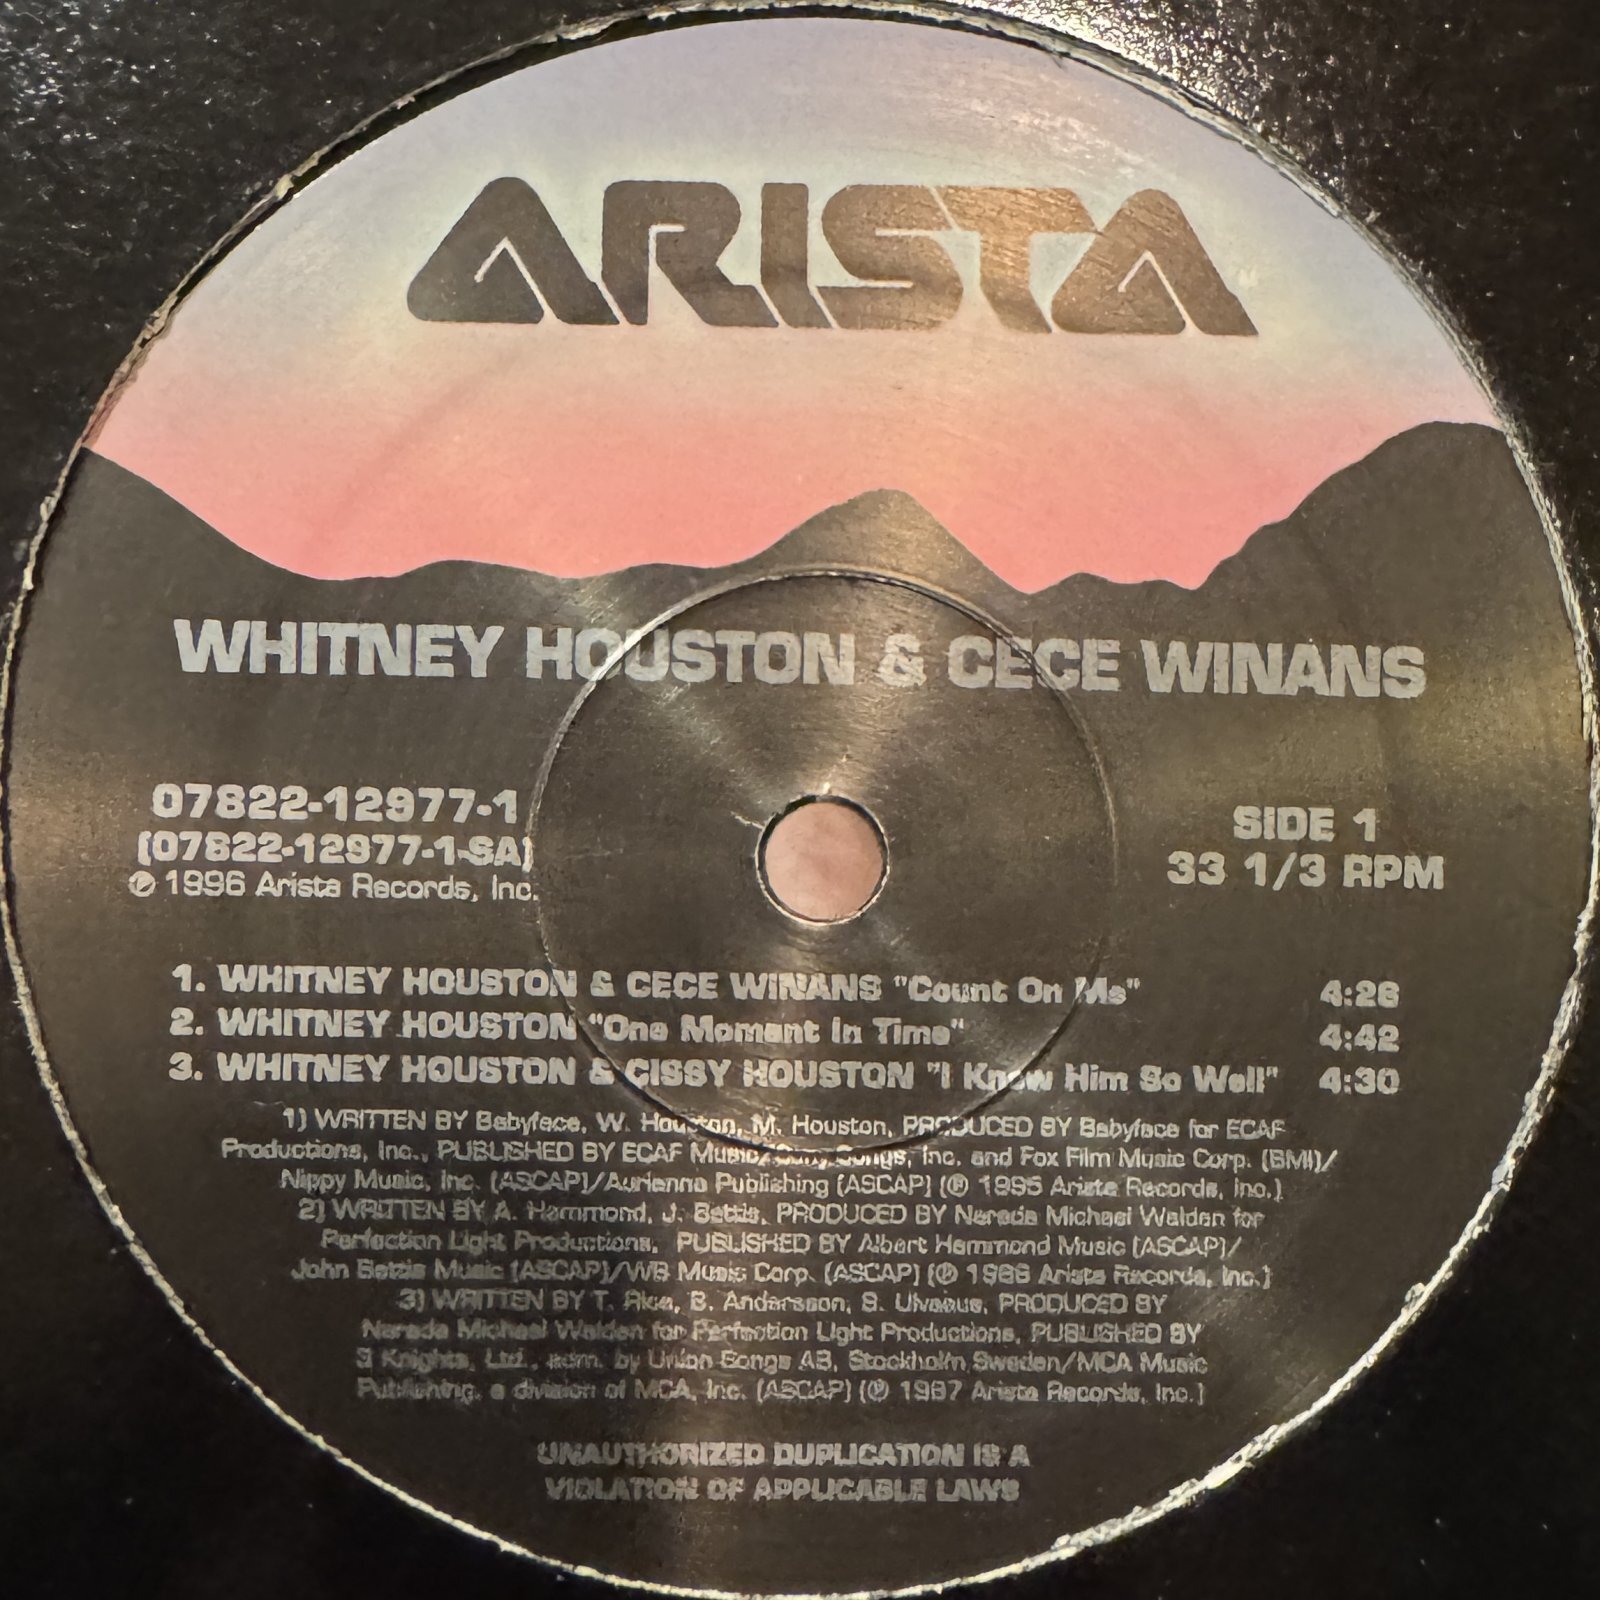 ARISTA
WHITNEY HOUSTON & CECE WINANS
07822-12977-1
(07822-12977-1-SA)
℗ 1996 Arista Records, Inc.
SIDE 1
33 1/3 RPM
1. WHITNEY HOUSTON & CECE WINANS "Count On Me" 4:26
2. WHITNEY HOUSTON "One Moment In Time" 4:42
3. WHITNEY HOUSTON & CISSY HOUSTON "I Know Him So Well" 4:30
1) WRITTEN BY Babyface, W. Houston, M. Houston, PRODUCED BY Babyface for ECAF
Productions, Inc., PUBLISHED BY ECAF Music/Sony Songs, Inc. and Fox Film Music Corp. (BMI)/
Nippy Music, Inc. (ASCAP)/Aurianna Publishing (ASCAP) (℗ 1995 Arista Records, Inc.)
2) WRITTEN BY A. Hammond, J. Bettis, PRODUCED BY Narada Michael Walden for
Perfection Light Productions, PUBLISHED BY Albert Hammond Music (ASCAP)/
John Bettis Music (ASCAP)/WB Music Corp. (ASCAP) (℗ 1988 Arista Records, Inc.)
3) WRITTEN BY T. Rice, B. Andersson, B. Ulvaeus, PRODUCED BY
Narada Michael Walden for Perfection Light Productions, PUBLISHED BY
3 Knights, Ltd., adm. by Union Songs AB, Stockholm Sweden/MCA Music
Publishing, a division of MCA, Inc. (ASCAP) (℗ 1987 Arista Records, Inc.)
UNAUTHORIZED DUPLICATION IS A
VIOLATION OF APPLICABLE LAWS